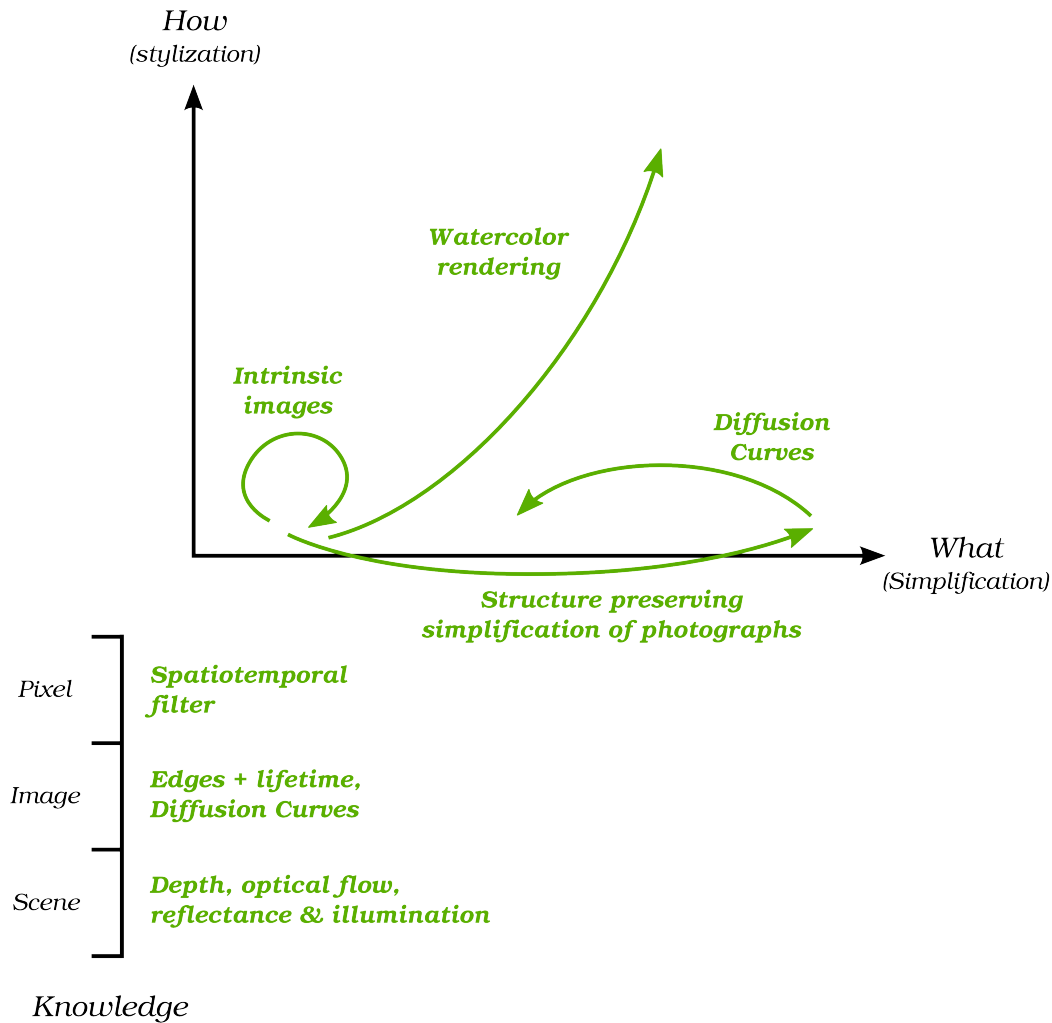 How
(stylization)
Watercolor
rendering
Intrinsic
images
Diffusion
Curves
What
(Simplification)
Structure preserving
simplification of photographs
Pixel
Spatiotemporal
filter
Image
Edges + lifetime,
Diffusion Curves
Scene
Depth, optical flow,
reflectance & illumination
Knowledge